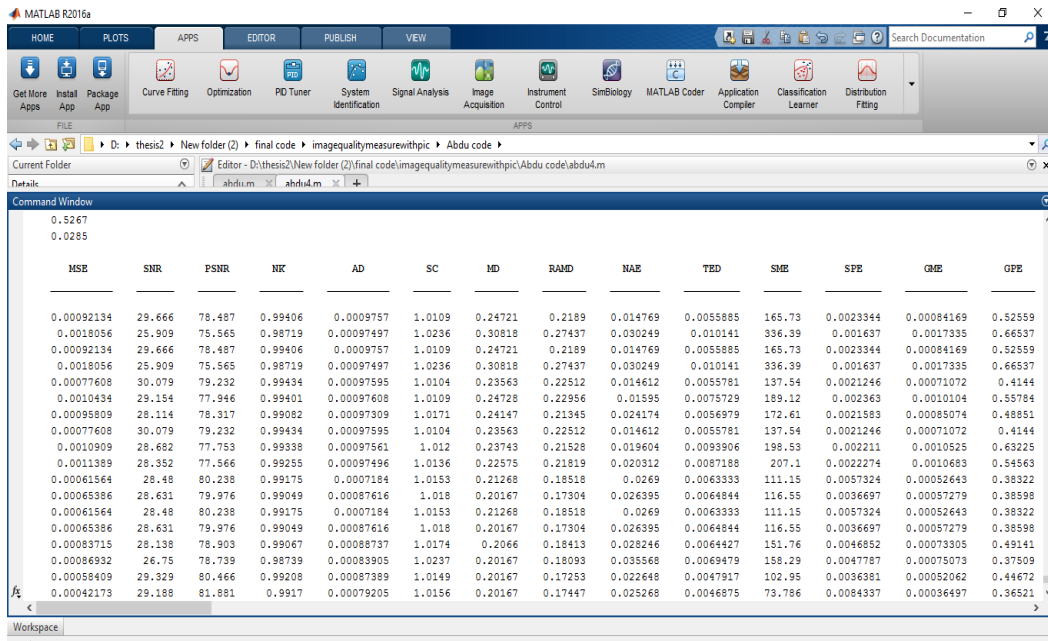 MATLAB R2016a
HOME PLOTS APPS EDITOR PUBLISH VIEW Search Documentation
Get More Apps Install App Package App Curve Fitting Optimization PID Tuner System Identification Signal Analysis Image Acquisition Instrument Control SimBiology MATLAB Coder Application Compiler Classification Learner Distribution Fitting
FILE APPS
D: thesis2 New folder (2) final code imagequalitymeasurewithpic Abdu code
Current Folder Editor - D:\thesis2\New folder (2)\final code\imagequalitymeasurewithpic\Abdu code\abdu4.m
Details abdu.m abdu4.m
Command Window
0.5267
0.0285
MSE SNR PSNR NK AD SC MD RAMD NAE TED SME SPE GME GPE
0.00092134 29.666 78.487 0.99406 0.0009757 1.0109 0.24721 0.2189 0.014769 0.0055885 165.73 0.0023344 0.00084169 0.52559
0.0018056 25.909 75.565 0.98719 0.00097497 1.0236 0.30818 0.27437 0.030249 0.010141 336.39 0.001637 0.0017335 0.66537
0.00092134 29.666 78.487 0.99406 0.0009757 1.0109 0.24721 0.2189 0.014769 0.0055885 165.73 0.0023344 0.00084169 0.52559
0.0018056 25.909 75.565 0.98719 0.00097497 1.0236 0.30818 0.27437 0.030249 0.010141 336.39 0.001637 0.0017335 0.66537
0.00077608 30.079 79.232 0.99434 0.00097595 1.0104 0.23563 0.22512 0.014612 0.0055781 137.54 0.0021246 0.00071072 0.4144
0.0010434 29.154 77.946 0.99401 0.00097608 1.0109 0.24728 0.22956 0.01595 0.0075729 189.12 0.002363 0.0010104 0.55784
0.00095809 28.114 78.317 0.99082 0.00097309 1.0171 0.24147 0.21345 0.024174 0.0056979 172.61 0.0021583 0.00085074 0.48851
0.00077608 30.079 79.232 0.99434 0.00097595 1.0104 0.23563 0.22512 0.014612 0.0055781 137.54 0.0021246 0.00071072 0.4144
0.0010909 28.682 77.753 0.99338 0.00097561 1.012 0.23743 0.21528 0.019604 0.0093906 198.53 0.002211 0.0010525 0.63225
0.0011389 28.352 77.566 0.99255 0.00097496 1.0136 0.22575 0.21819 0.020312 0.0087188 207.1 0.0022274 0.0010683 0.54563
0.00061564 28.48 80.238 0.99175 0.0007184 1.0153 0.21268 0.18518 0.0269 0.0063333 111.15 0.0057324 0.00052643 0.38322
0.00065386 28.631 79.976 0.99049 0.00087616 1.018 0.20167 0.17304 0.026395 0.0064844 116.55 0.0036697 0.00057279 0.38598
0.00061564 28.48 80.238 0.99175 0.0007184 1.0153 0.21268 0.18518 0.0269 0.0063333 111.15 0.0057324 0.00052643 0.38322
0.00065386 28.631 79.976 0.99049 0.00087616 1.018 0.20167 0.17304 0.026395 0.0064844 116.55 0.0036697 0.00057279 0.38598
0.00083715 28.138 78.903 0.99067 0.00088737 1.0174 0.2066 0.18413 0.028246 0.0064427 151.76 0.0046852 0.00073305 0.49141
0.00086932 26.75 78.739 0.98739 0.00083905 1.0237 0.20167 0.18093 0.035568 0.0069479 158.29 0.0047787 0.00075073 0.37509
0.00058409 29.329 80.466 0.99208 0.00087389 1.0149 0.20167 0.17253 0.022648 0.0047917 102.95 0.0036381 0.00052062 0.44672
fx 0.00042173 29.188 81.881 0.9917 0.00079205 1.0156 0.20167 0.17447 0.025268 0.0046875 73.786 0.0084337 0.00036497 0.36521
Workspace